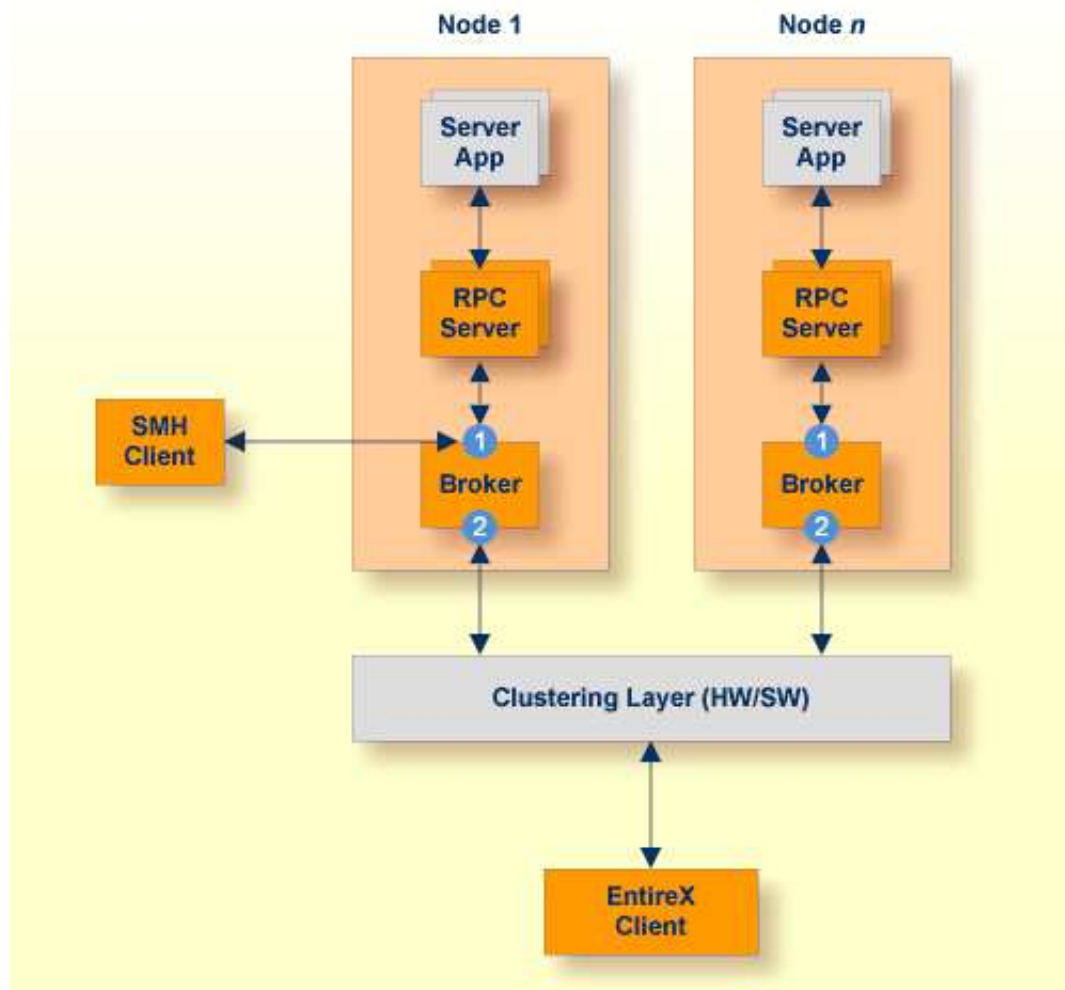 Node 1
Node n
Server
App
Server
App
RPC
Server
RPC
Server
SMH
Client
1
1
Broker
Broker
2
2
Clustering Layer (HW/SW)
EntireX
Client